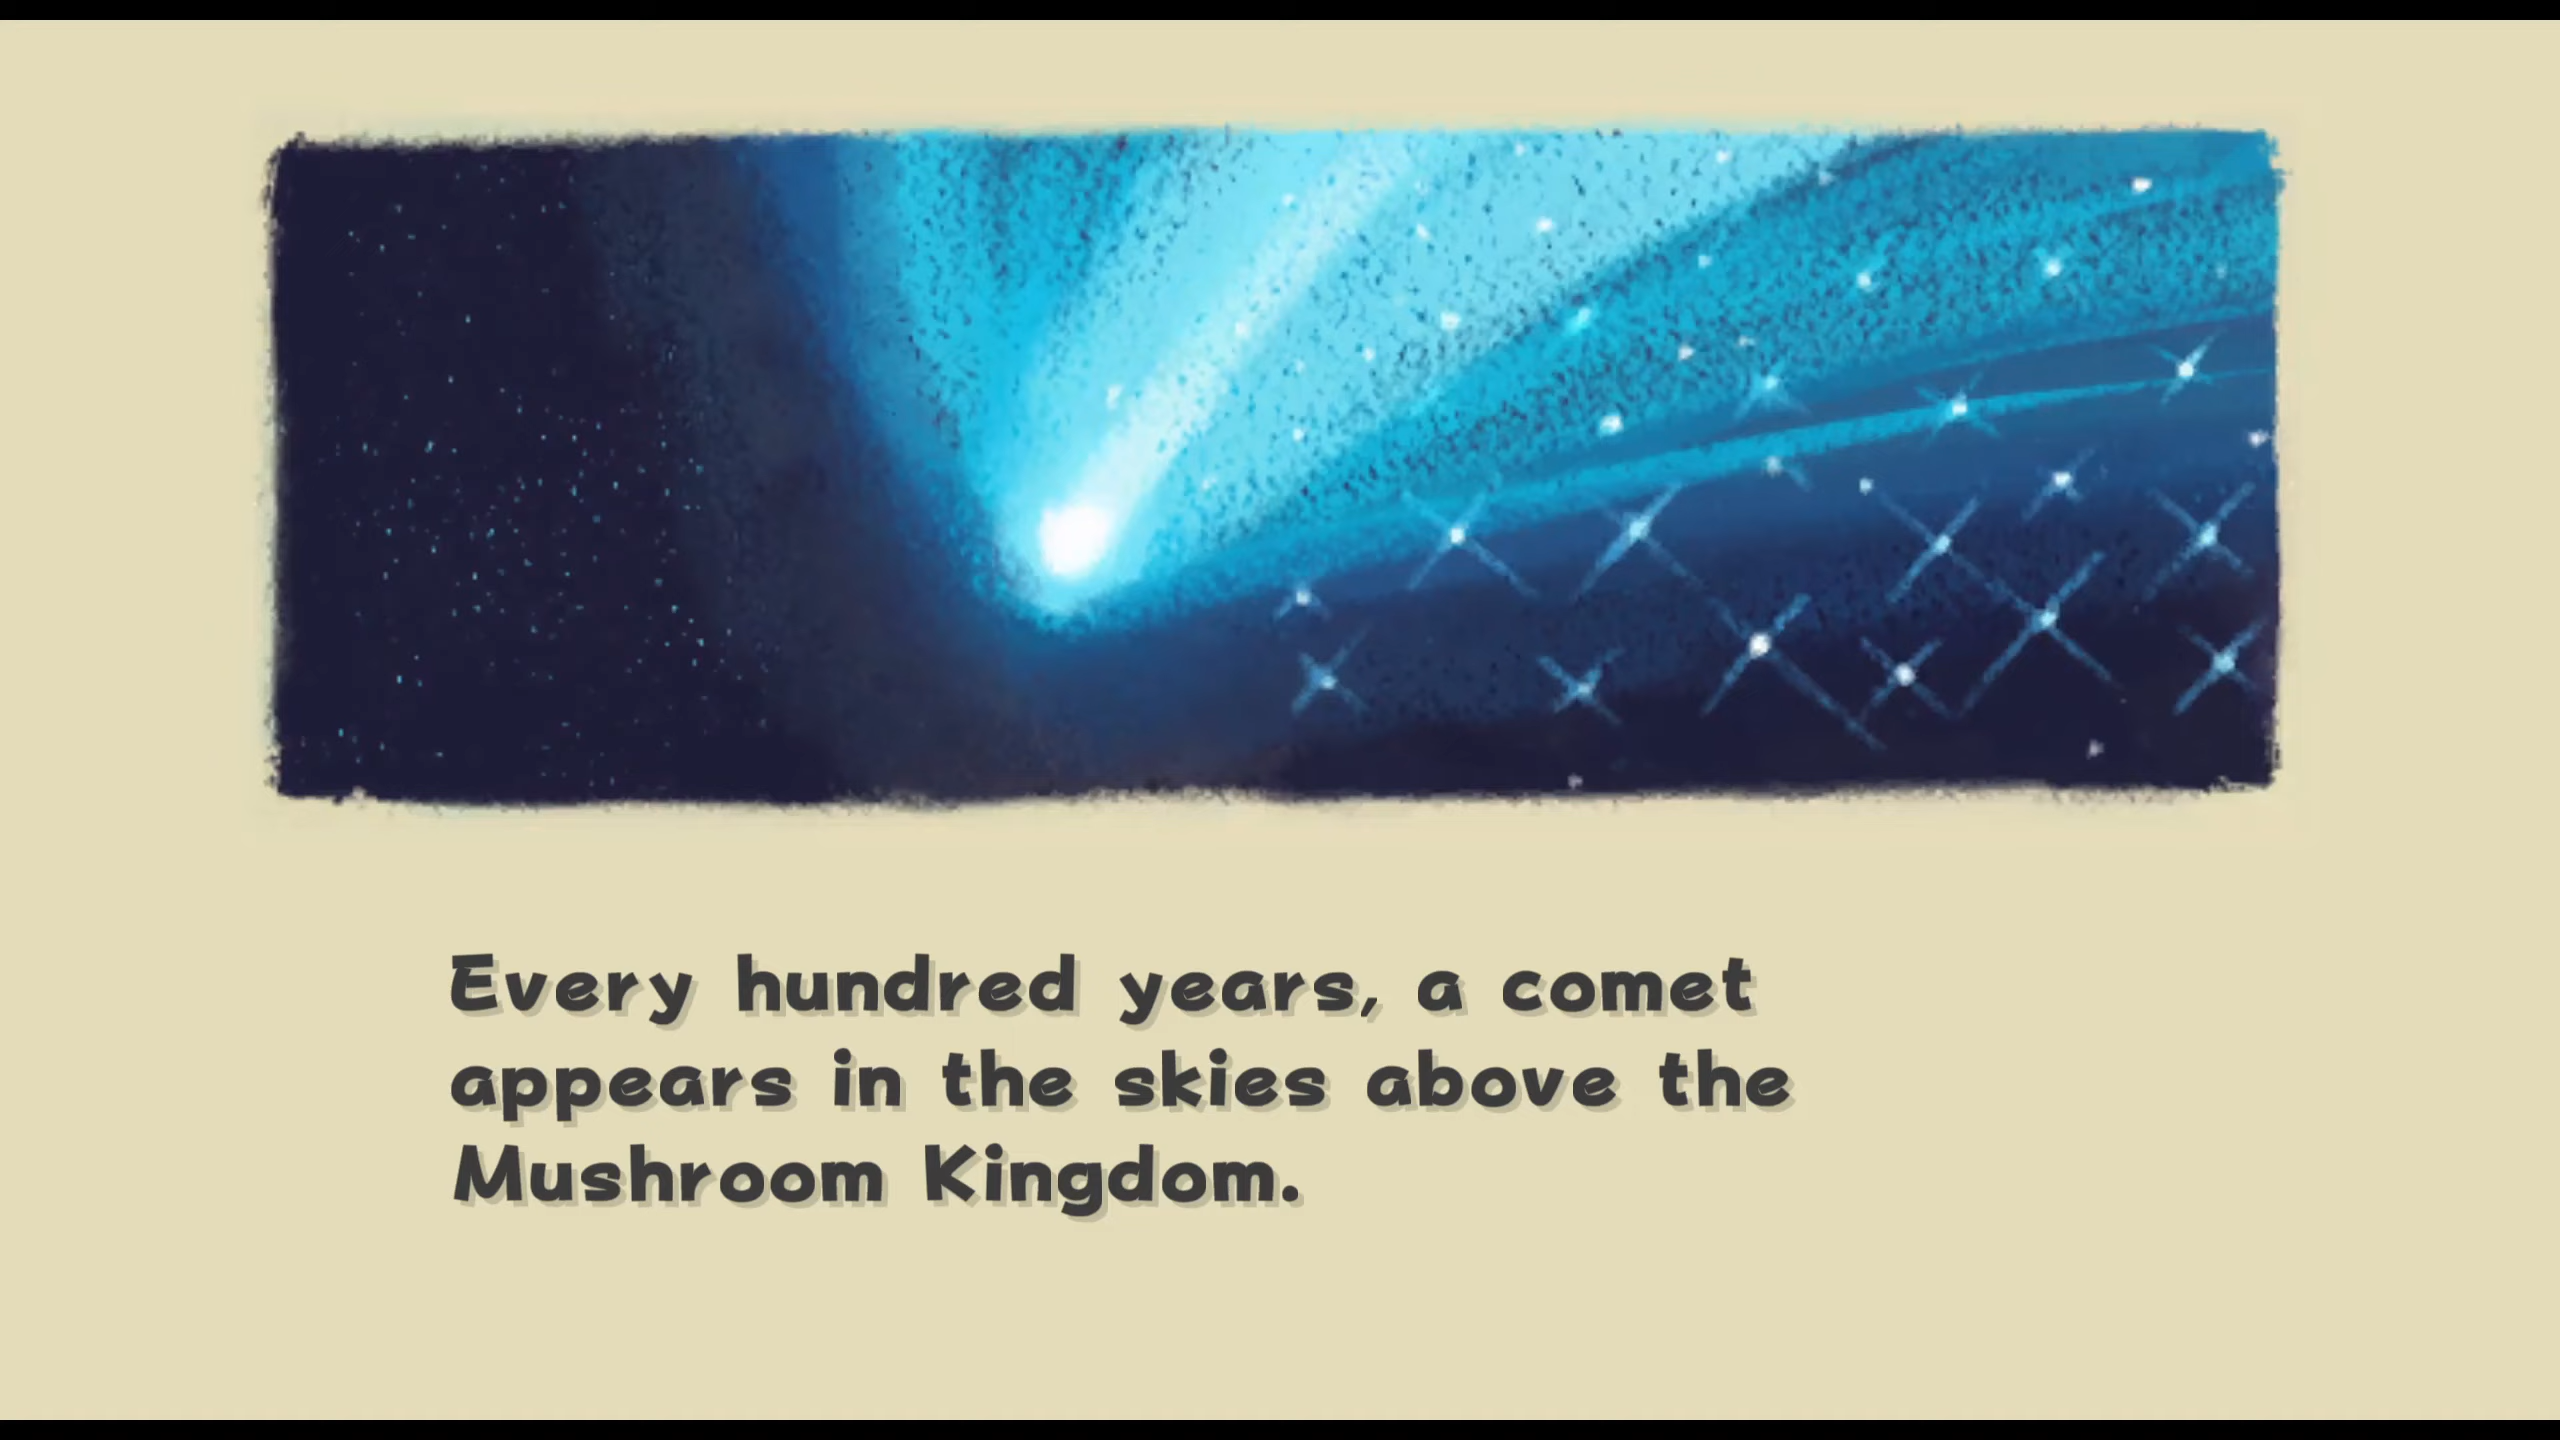 Every hundred years, a comet
appears in the skies above the
Mushroom Kingdom.